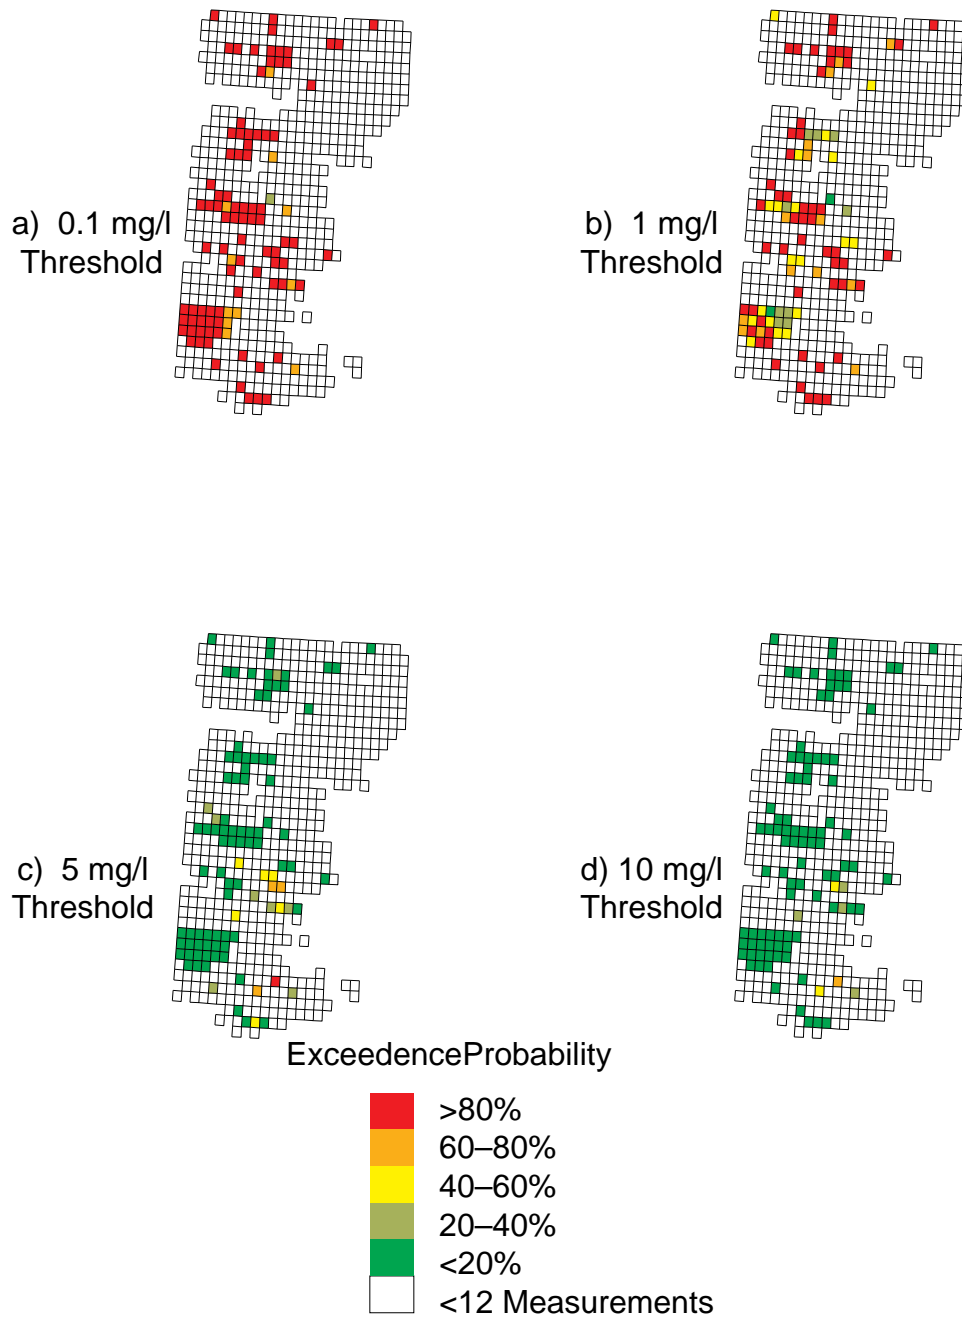 a) 0.1 mg/l
Threshold
b) 1 mg/l
Threshold
c) 5 mg/l
Threshold
d) 10 mg/l
Threshold
ExceedenceProbability
>80%
60–80%
40–60%
20–40%
<20%
<12 Measurements